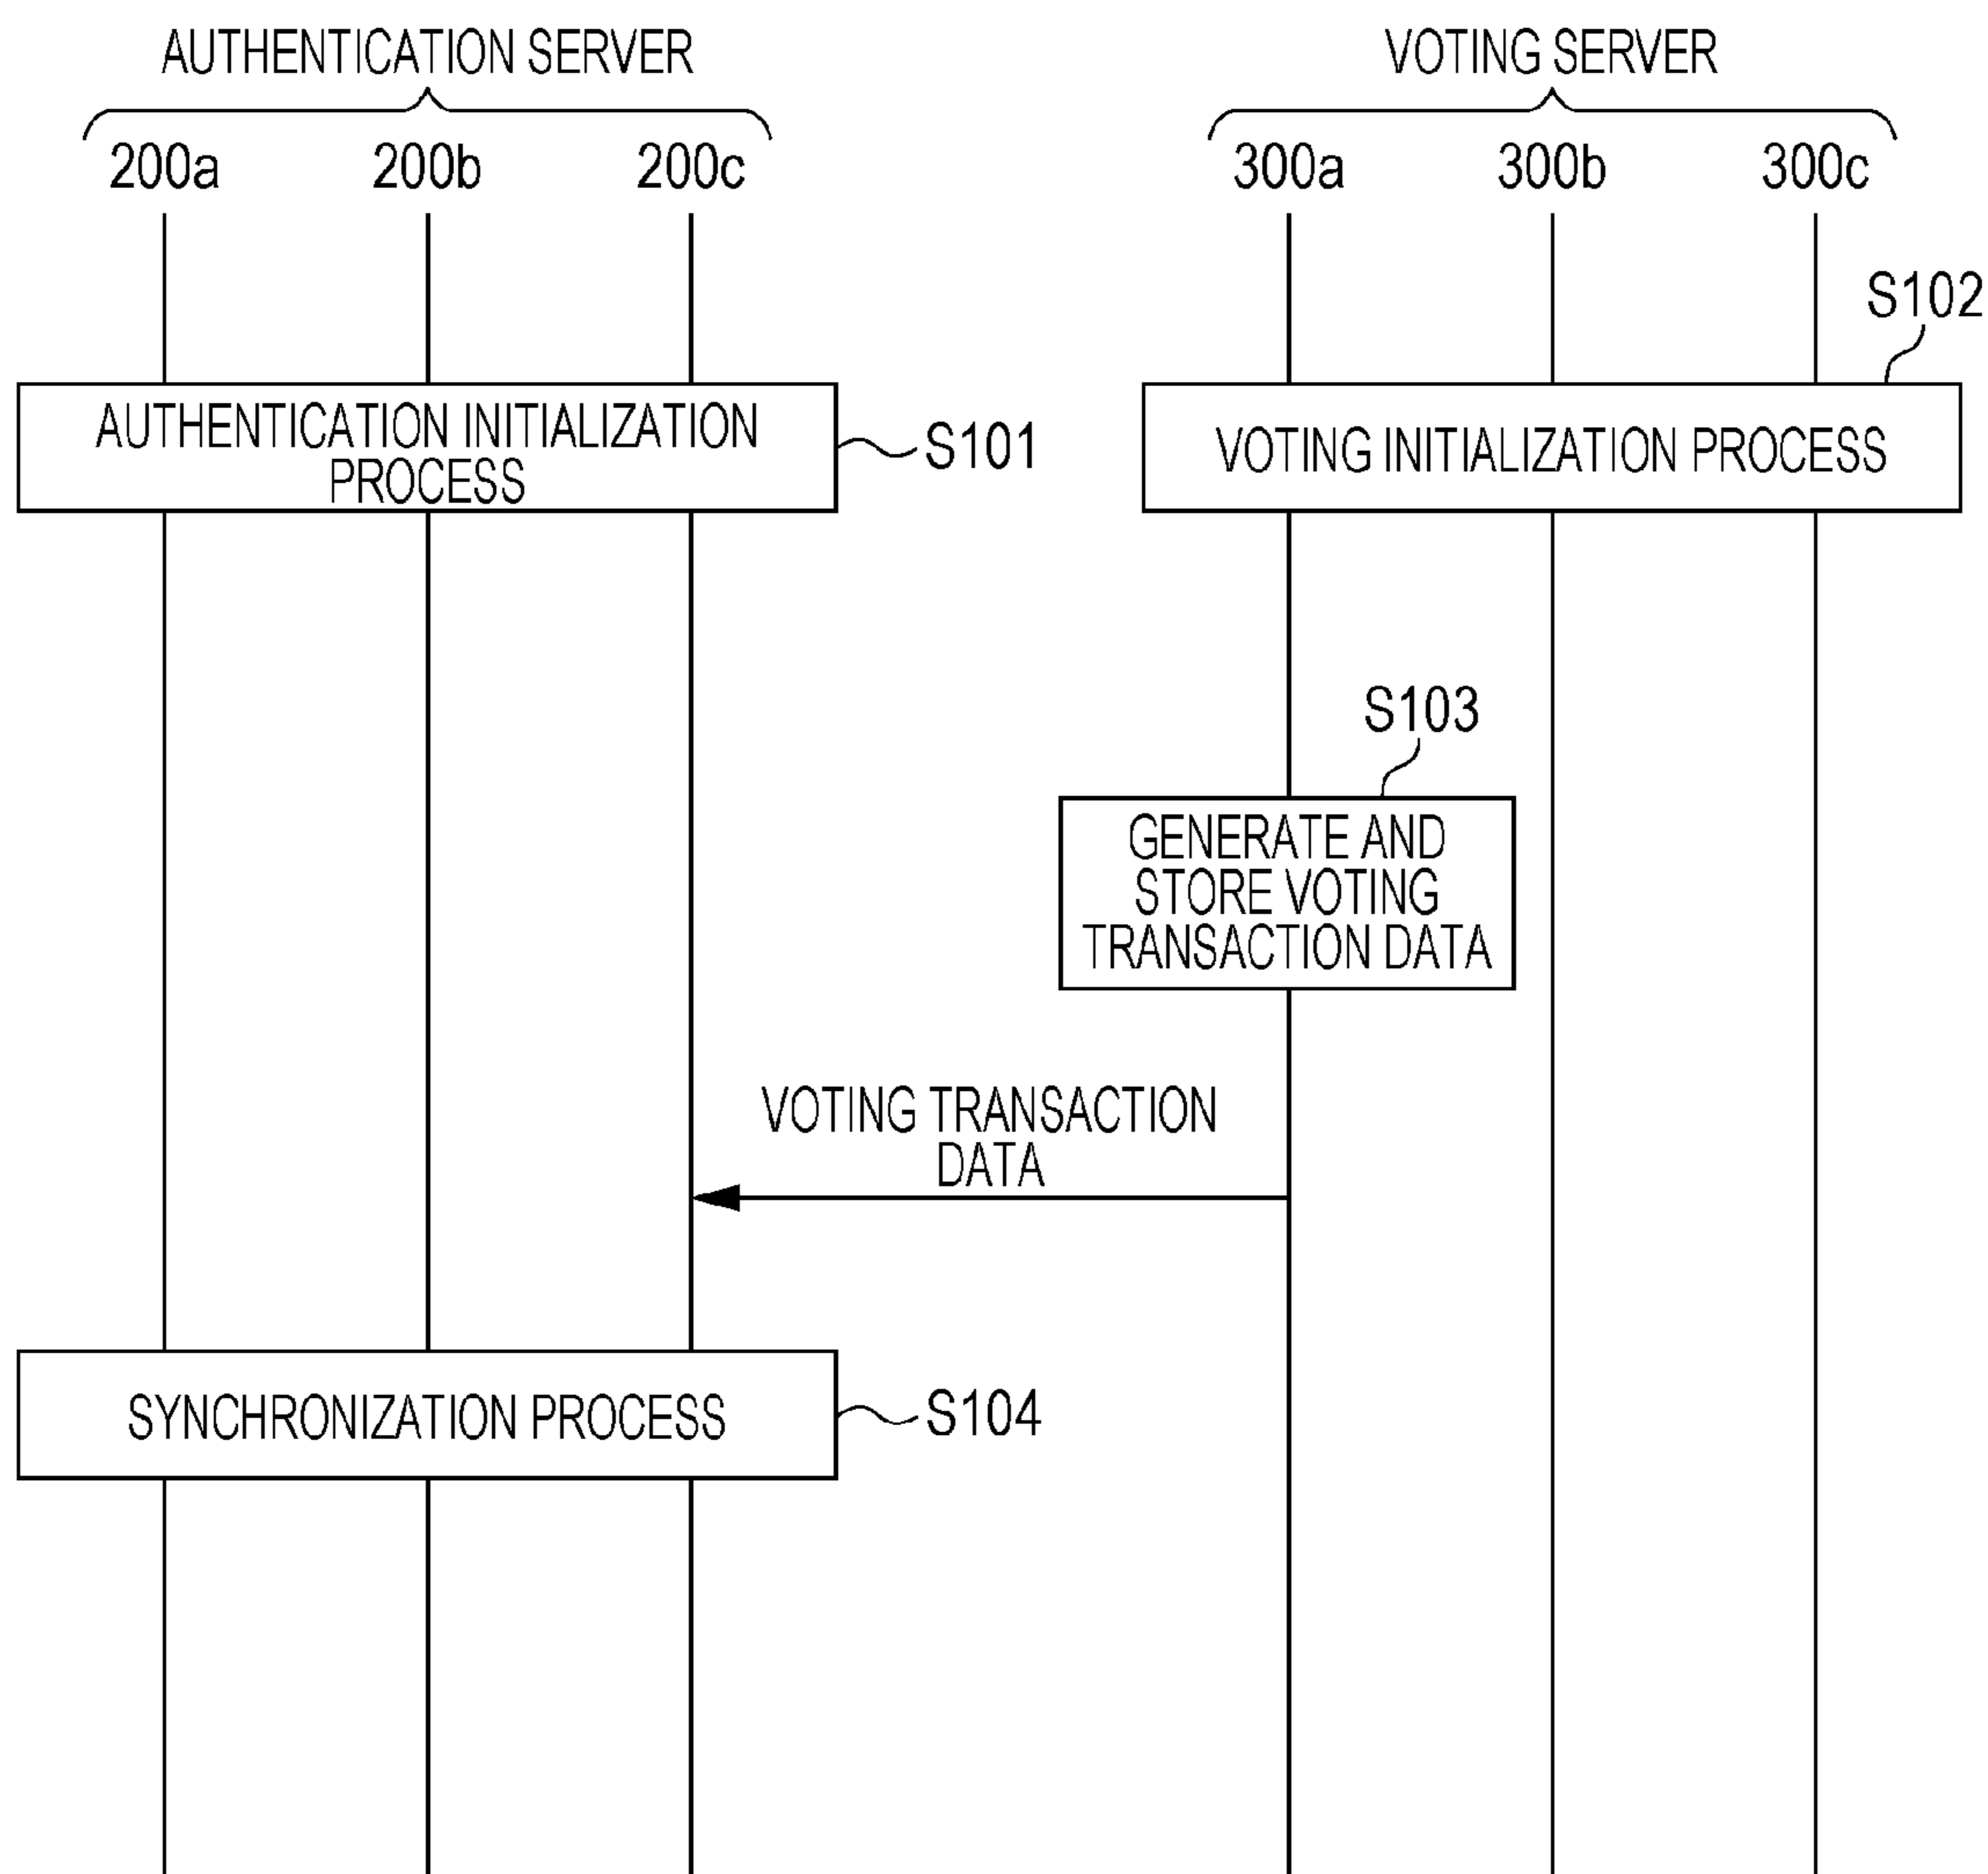 AUTHENTICATION SERVER
VOTING SERVER
200a 200b 200c
300a 300b 300c
S102
AUTHENTICATION INITIALIZATION
PROCESS
S101
VOTING INITIALIZATION PROCESS
S103
GENERATE AND
STORE VOTING
TRANSACTION DATA
VOTING TRANSACTION
DATA
SYNCHRONIZATION PROCESS
S104